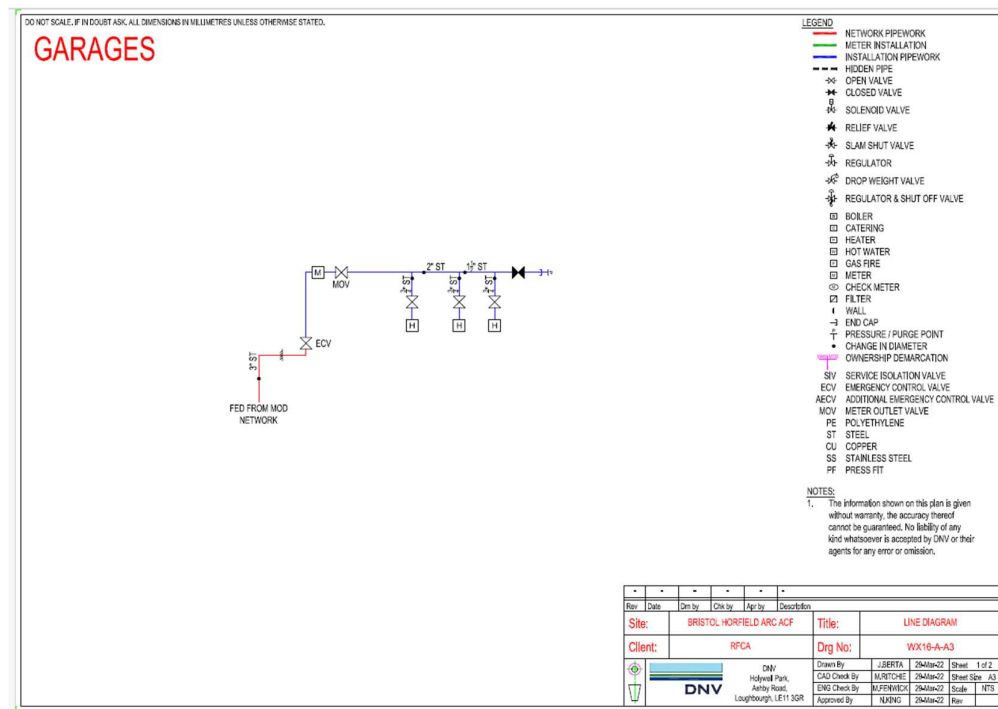 DO NOT SCALE. IF IN DOUBT ASK. ALL DIMENSIONS IN MILLIMETRES UNLESS OTHERWISE STATED.
GARAGES
LEGEND
NETWORK PIPEWORK
METER INSTALLATION
INSTALLATION PIPEWORK
HIDDEN PIPE
OPEN VALVE
CLOSED VALVE
SOLENOID VALVE
RELIEF VALVE
SLAM SHUT VALVE
REGULATOR
DROP WEIGHT VALVE
REGULATOR & SHUT OFF VALVE
BOILER
CATERING
HEATER
HOT WATER
GAS FIRE
METER
CHECK METER
FILTER
WALL
END CAP
PRESSURE / PURGE POINT
CHANGE IN DIAMETER
OWNERSHIP DEMARCATION
SIV SERVICE ISOLATION VALVE
ECV EMERGENCY CONTROL VALVE
AECV ADDITIONAL EMERGENCY CONTROL VALVE
MOV METER OUTLET VALVE
PE POLYETHYLENE
ST STEEL
CU COPPER
SS STAINLESS STEEL
PF PRESS FIT
M
MOV
2" ST
1½" ST
ST
ST
ST
H
H
H
ECV
3" ST
FED FROM MOD
NETWORK
NOTES:
1. The information shown on this plan is given
without warranty, the accuracy thereof
cannot be guaranteed. No liability of any
kind whatsoever is accepted by DNV or their
agents for any error or omission.
- - - - - -
Rev Date Drn by Chk by Apr by Description
Site: BRISTOL HORFIELD ARC ACF Title: LINE DIAGRAM
Client: RFCA Drg No: WX16-A-A3
DNV
DNV
Holywell Park,
Ashby Road,
Loughbourgh, LE11 3GR
Drawn By J.BERTA 29-Mar-22 Sheet 1 of 2
CAD Check By M.RITCHIE 29-Mar-22 Sheet Size A3
ENG Check By M.FENWICK 29-Mar-22 Scale NTS
Approved By N.KING 29-Mar-22 Rev